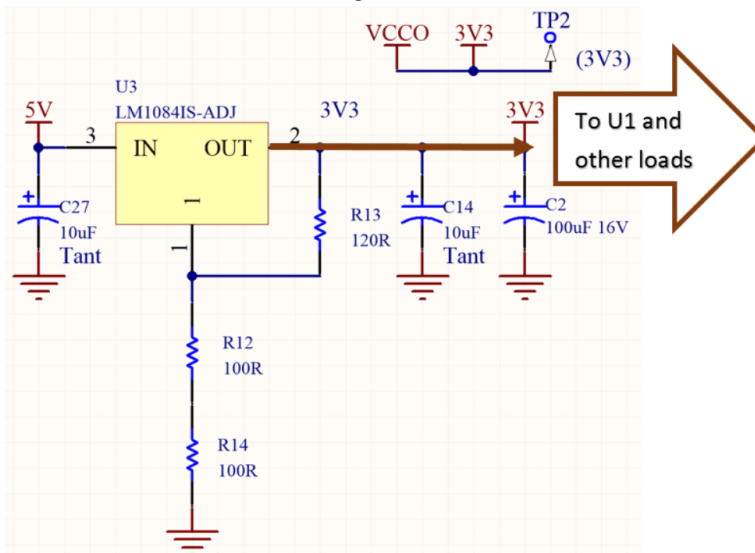 TP2
VCCO 3V3
(3V3)
U3
LM1084IS-ADJ
5V
3
IN OUT
2
3V3
3V3
To U1 and
other loads
1
1
+
C27
10uF
Tant
R13
120R
+
C14
10uF
Tant
+
C2
100uF 16V
R12
100R
R14
100R